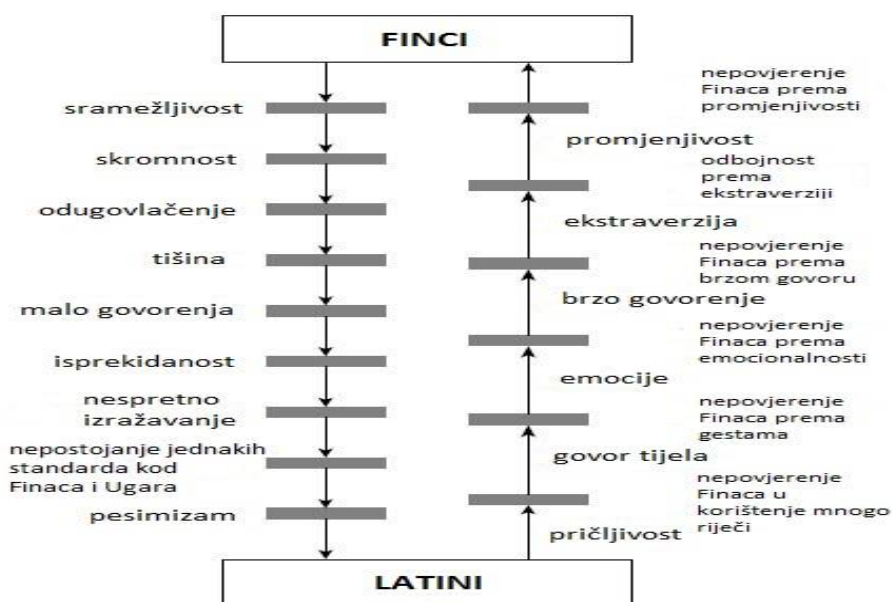 FINCI
sramežljivost
skromnost
odugovlačenje
tišina
malo govorenja
isprekidanost
nespretno
izražavanje
nepostojanje jednakih
standarda kod
Finaca i Ugara
pesimizam
nepovjerenje
Finaca prema
promjenjivosti
promjenjivost
odbojnost
prema
ekstraverziji
ekstraverzija
nepovjerenje
Finaca prema
brzom govoru
brzo govorenje
nepovjerenje
Finaca prema
emocionalnosti
emocije
nepovjerenje
Finaca prema
gestama
govor tijela
nepovjerenje
Finaca u
korištenje mnogo
riječi
pričljivost
LATINI